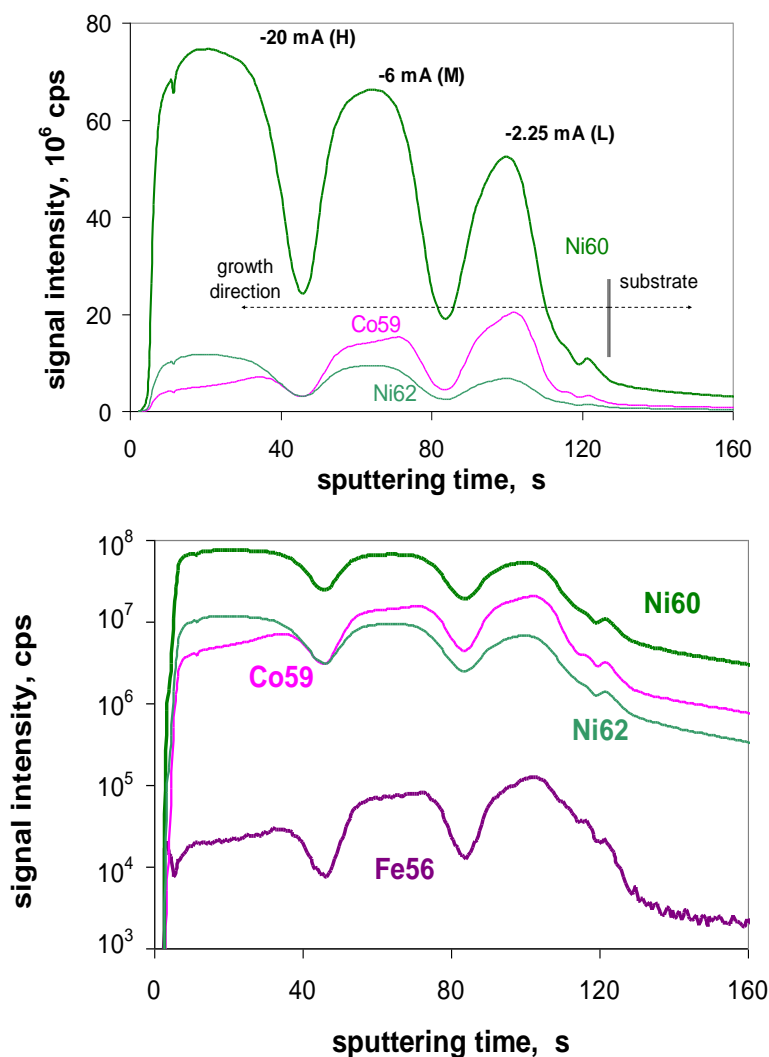 80
60
40
20
0
signal intensity, 10⁶ cps
-20 mA (H)
-6 mA (M)
-2.25 mA (L)
Ni60
growth
direction
substrate
Co59
Ni62
0 40 80 120 160
sputtering time, s
10⁸
10⁷
10⁶
10⁵
10⁴
10³
signal intensity, cps
Ni60
Co59
Ni62
Fe56
0 40 80 120 160
sputtering time, s